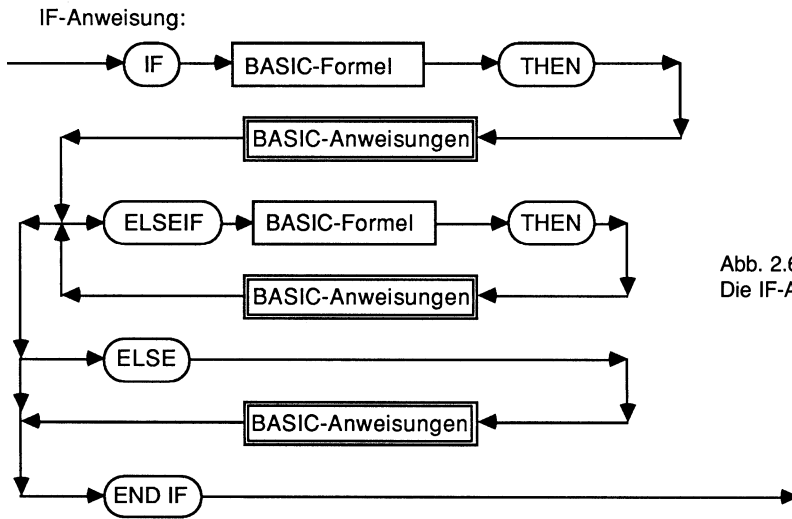 IF-Anweisung:
IF BASIC-Formel THEN
BASIC-Anweisungen
ELSEIF BASIC-Formel THEN
BASIC-Anweisungen
Abb. 2.6
Die IF-A
ELSE
BASIC-Anweisungen
END IF